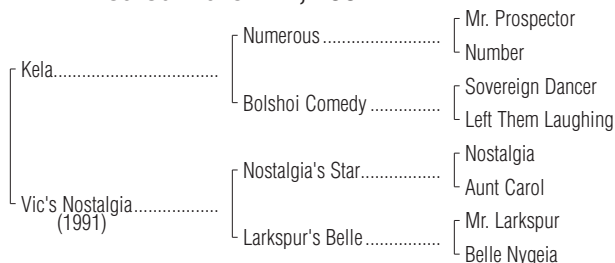 Mr. Prospector
Numerous........................
Number
Kela..................................
Sovereign Dancer
Bolshoi Comedy ..............
Left Them Laughing
Nostalgia
Nostalgia's Star................
Aunt Carol
Vic's Nostalgia.................
(1991)
Mr. Larkspur
Larkspur's Belle ...............
Belle Nygeia